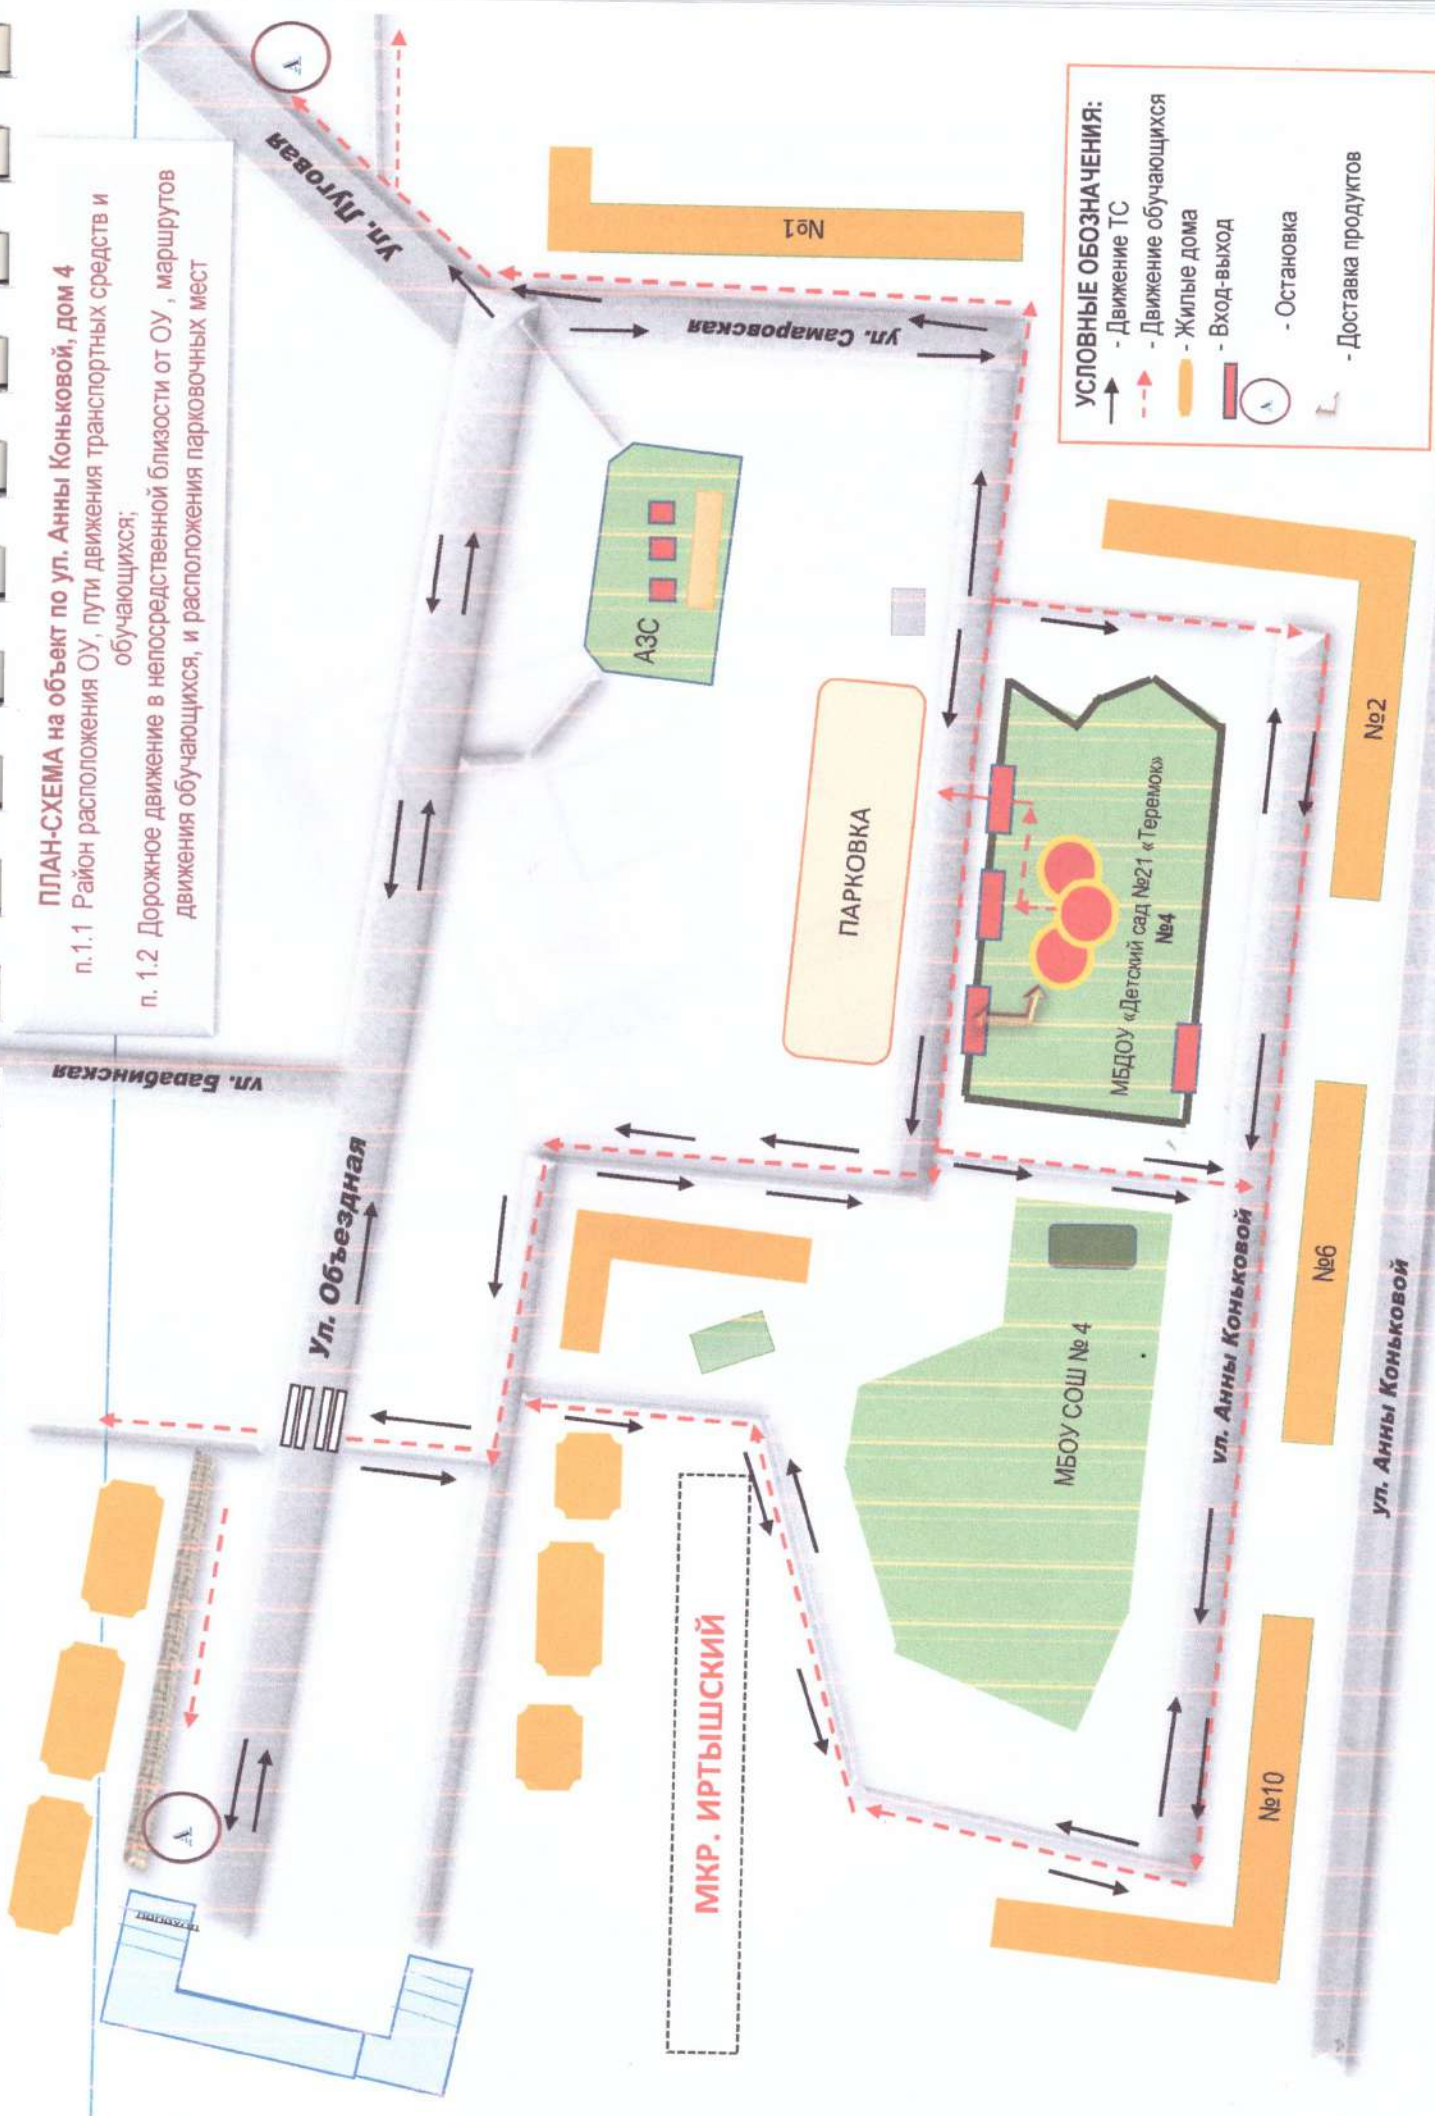 ПЛАН-СХЕМА на объект по ул. Анны Коньковой, дом 4
п.1.1 Район расположения ОУ, пути движения транспортных средств и
обучающихся;
п. 1.2 Дорожное движение в непосредственной близости от ОУ , маршрутов
движения обучающихся, и расположения парковочных мест
А
Ул. Луговая
ул. Барабинская
Ул. Объездная
ул. Самаровская
№1
АЗС
ПАРКОВКА
А
МКР. ИРТЫШСКИЙ
МБДОУ «Детский сад №21 «Теремок»
№4
МБОУ СОШ № 4
ул. Анны Коньковой
№2
№6
№10
ул. Анны Коньковой
УСЛОВНЫЕ ОБОЗНАЧЕНИЯ:
- Движение ТС
- Движение обучающихся
- Жилые дома
- Вход-выход
А
- Остановка
- Доставка продуктов